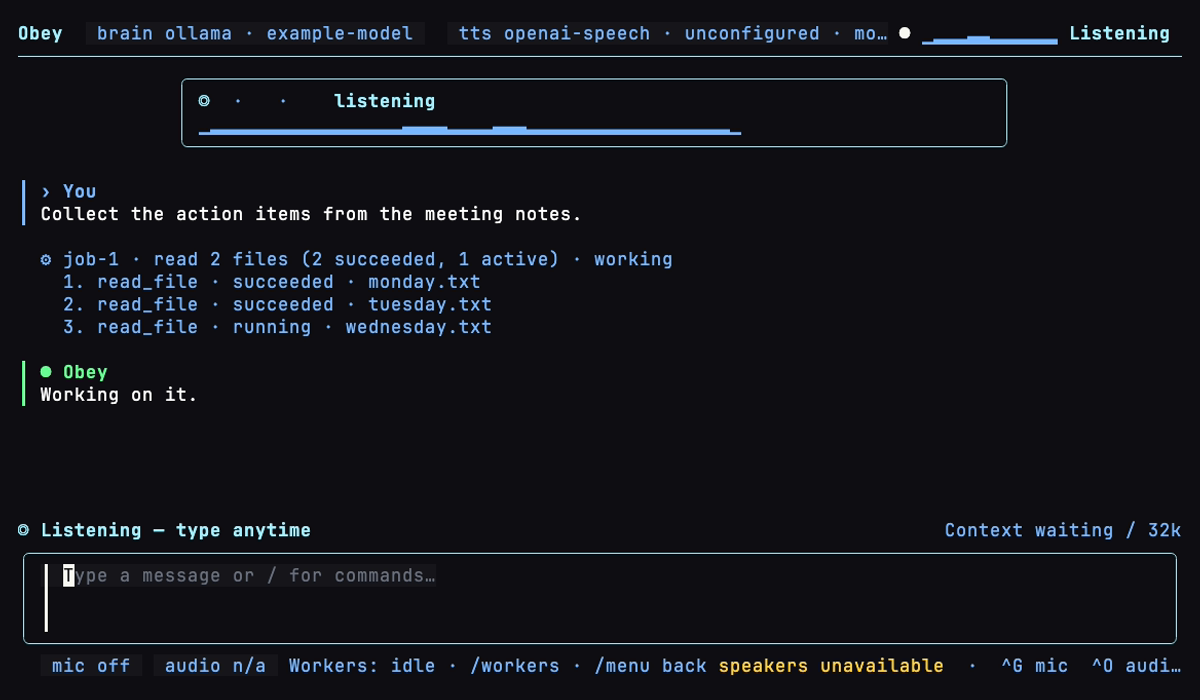 Obey  brain ollama · example-model  tts openai-speech · unconfigured · mo… ● Listening
◎ · · listening
› You
Collect the action items from the meeting notes.
⚙ job-1 · read 2 files (2 succeeded, 1 active) · working
1. read_file · succeeded · monday.txt
2. read_file · succeeded · tuesday.txt
3. read_file · running · wednesday.txt
● Obey
Working on it.
◎ Listening — type anytime  Context waiting / 32k
Type a message or / for commands…
mic off  audio n/a  Workers: idle · /workers · /menu back speakers unavailable · ^G mic ^O audi…